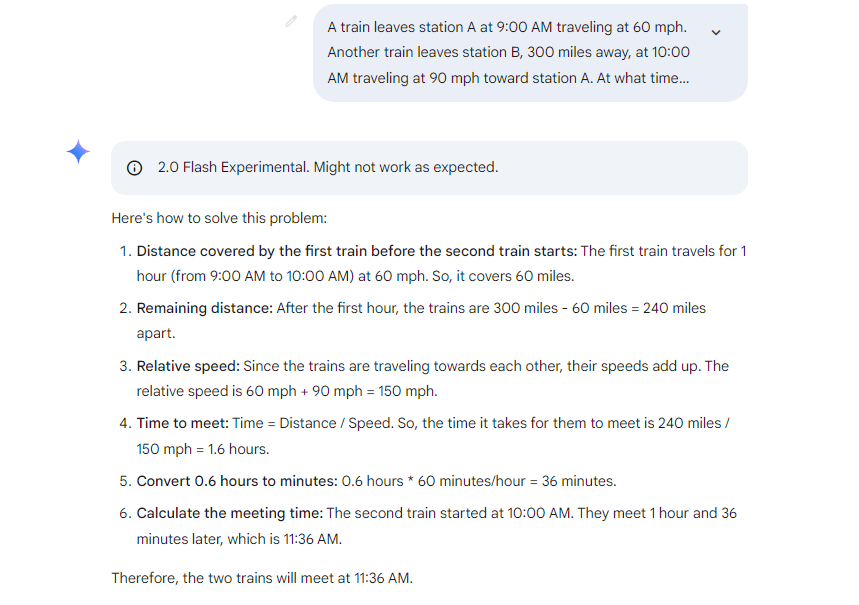 A train leaves station A at 9:00 AM traveling at 60 mph.
Another train leaves station B, 300 miles away, at 10:00
AM traveling at 90 mph toward station A. At what time...
2.0 Flash Experimental. Might not work as expected.
Here's how to solve this problem:
1. Distance covered by the first train before the second train starts: The first train travels for 1
hour (from 9:00 AM to 10:00 AM) at 60 mph. So, it covers 60 miles.
2. Remaining distance: After the first hour, the trains are 300 miles - 60 miles = 240 miles
apart.
3. Relative speed: Since the trains are traveling towards each other, their speeds add up. The
relative speed is 60 mph + 90 mph = 150 mph.
4. Time to meet: Time = Distance / Speed. So, the time it takes for them to meet is 240 miles /
150 mph = 1.6 hours.
5. Convert 0.6 hours to minutes: 0.6 hours * 60 minutes/hour = 36 minutes.
6. Calculate the meeting time: The second train started at 10:00 AM. They meet 1 hour and 36
minutes later, which is 11:36 AM.
Therefore, the two trains will meet at 11:36 AM.